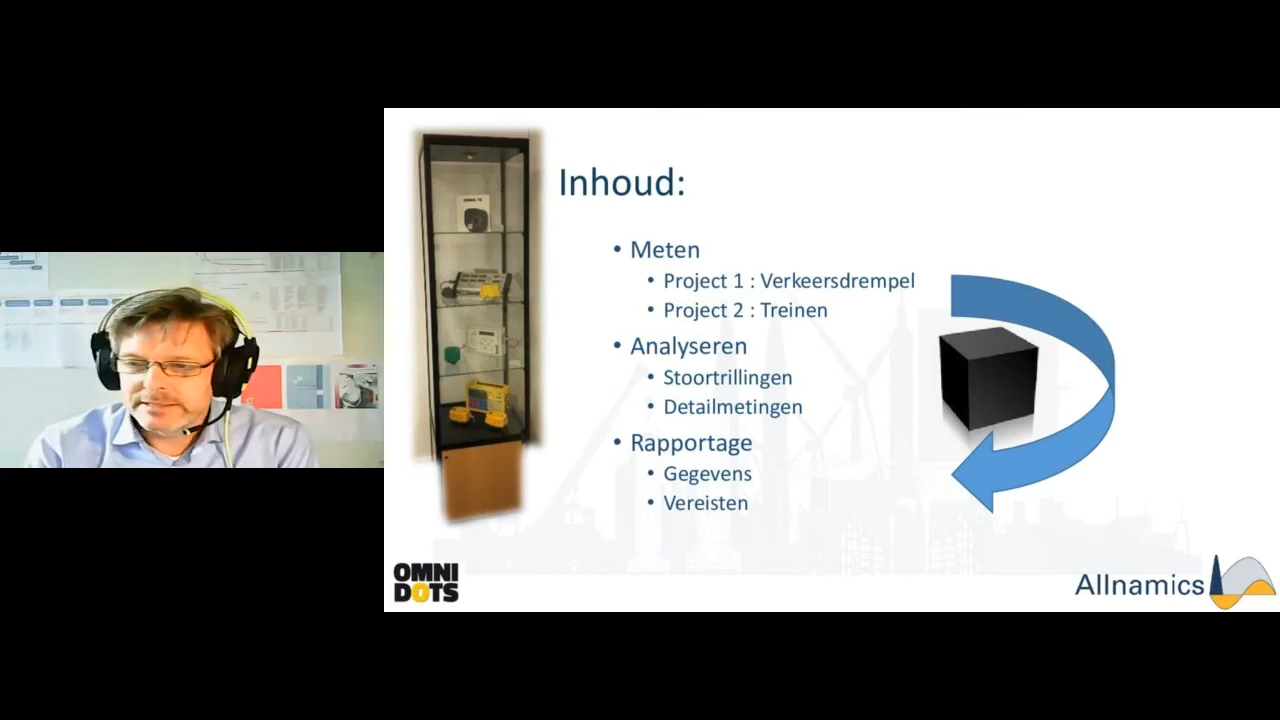 Inhoud:
• Meten
• Project 1 : Verkeersdrempel
• Project 2 : Treinen
• Analyseren
• Stoortrillingen
• Detailmetingen
• Rapportage
• Gegevens
• Vereisten
OMNI
DOTS
Allnamics